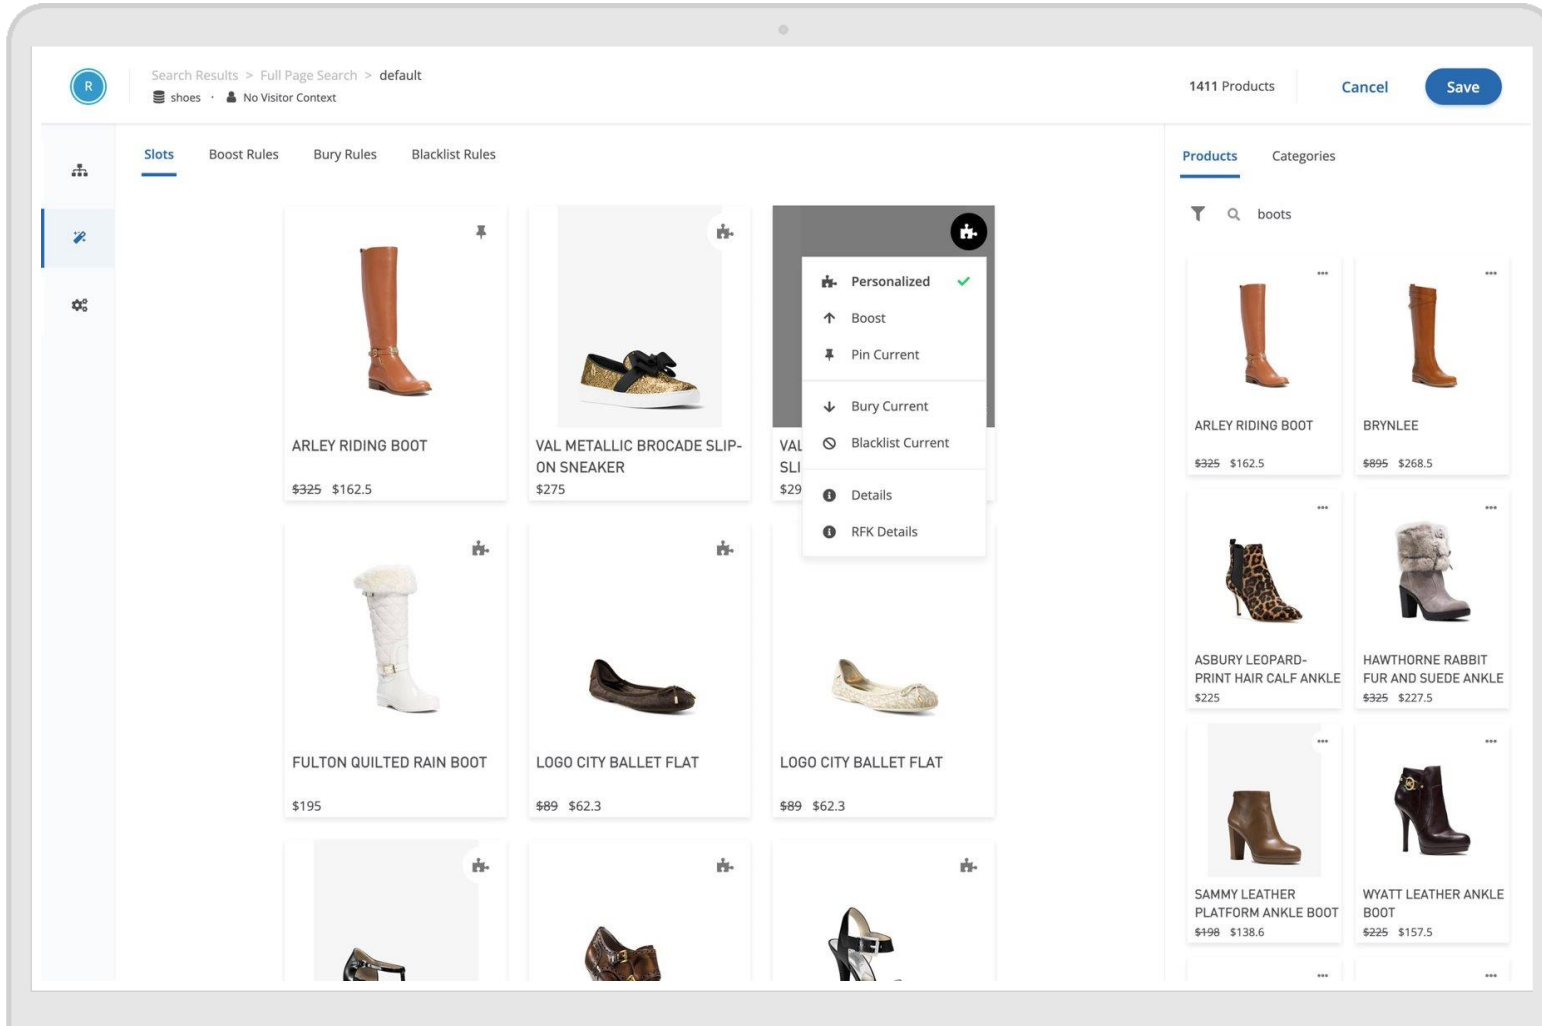 R
Search Results > Full Page Search > default
shoes · No Visitor Context
1411 Products
Cancel
Save
Slots
Boost Rules
Bury Rules
Blacklist Rules
ARLEY RIDING BOOT
$325 $162.5
VAL METALLIC BROCADE SLIP-
ON SNEAKER
$275
VAL
SLI
$29
Personalized
Boost
Pin Current
Bury Current
Blacklist Current
Details
RFK Details
FULTON QUILTED RAIN BOOT
$195
LOGO CITY BALLET FLAT
$89 $62.3
LOGO CITY BALLET FLAT
$89 $62.3
Products
Categories
boots
ARLEY RIDING BOOT
$325 $162.5
BRYNLEE
$895 $268.5
ASBURY LEOPARD-
PRINT HAIR CALF ANKLE
$225
HAWTHORNE RABBIT
FUR AND SUEDE ANKLE
$325 $227.5
SAMMY LEATHER
PLATFORM ANKLE BOOT
$198 $138.6
WYATT LEATHER ANKLE
BOOT
$225 $157.5